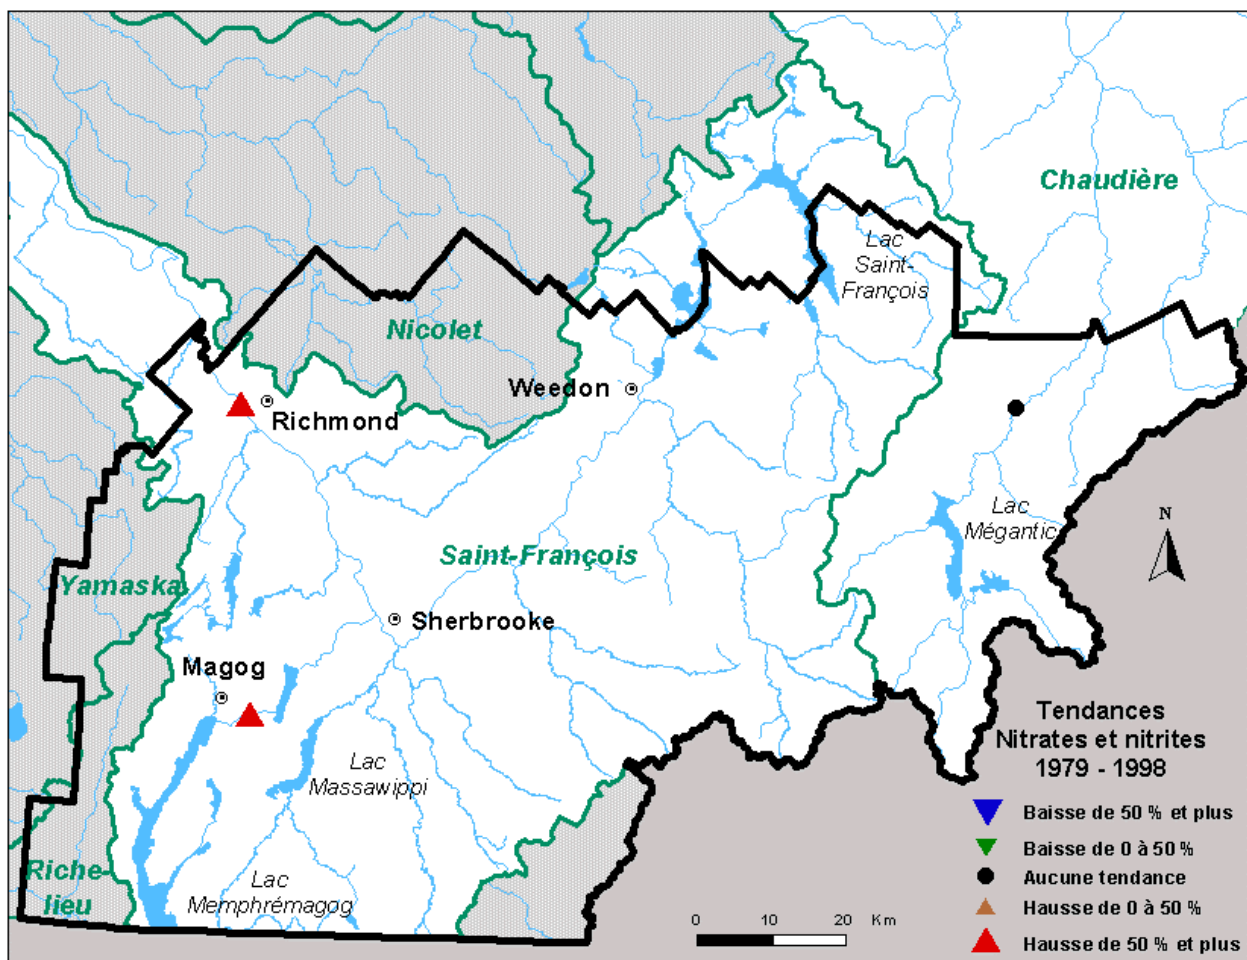 Chaudière
Lac
Saint-
François
Nicolet
Weedon
Richmond
Lac
Mégantic
N
Saint-François
Yamaska
Sherbrooke
Magog
Lac
Massawippi
Riche-
lieu
Lac
Memphrémagog
Tendances
Nitrates et nitrites
1979 - 1998
Baisse de 50 % et plus
Baisse de 0 à 50 %
Aucune tendance
Hausse de 0 à 50 %
Hausse de 50 % et plus
0 10 20 Km